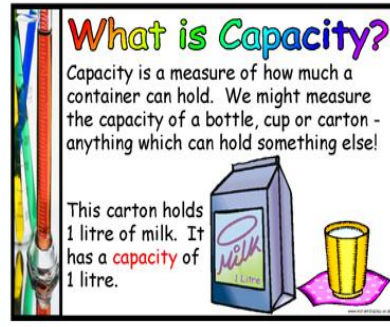 What is Capacity?
Capacity is a measure of how much a
container can hold. We might measure
the capacity of a bottle, cup or carton -
anything which can hold something else!
This carton holds
1 litre of milk. It
has a capacity of
1 litre.
Milk
1 Litre